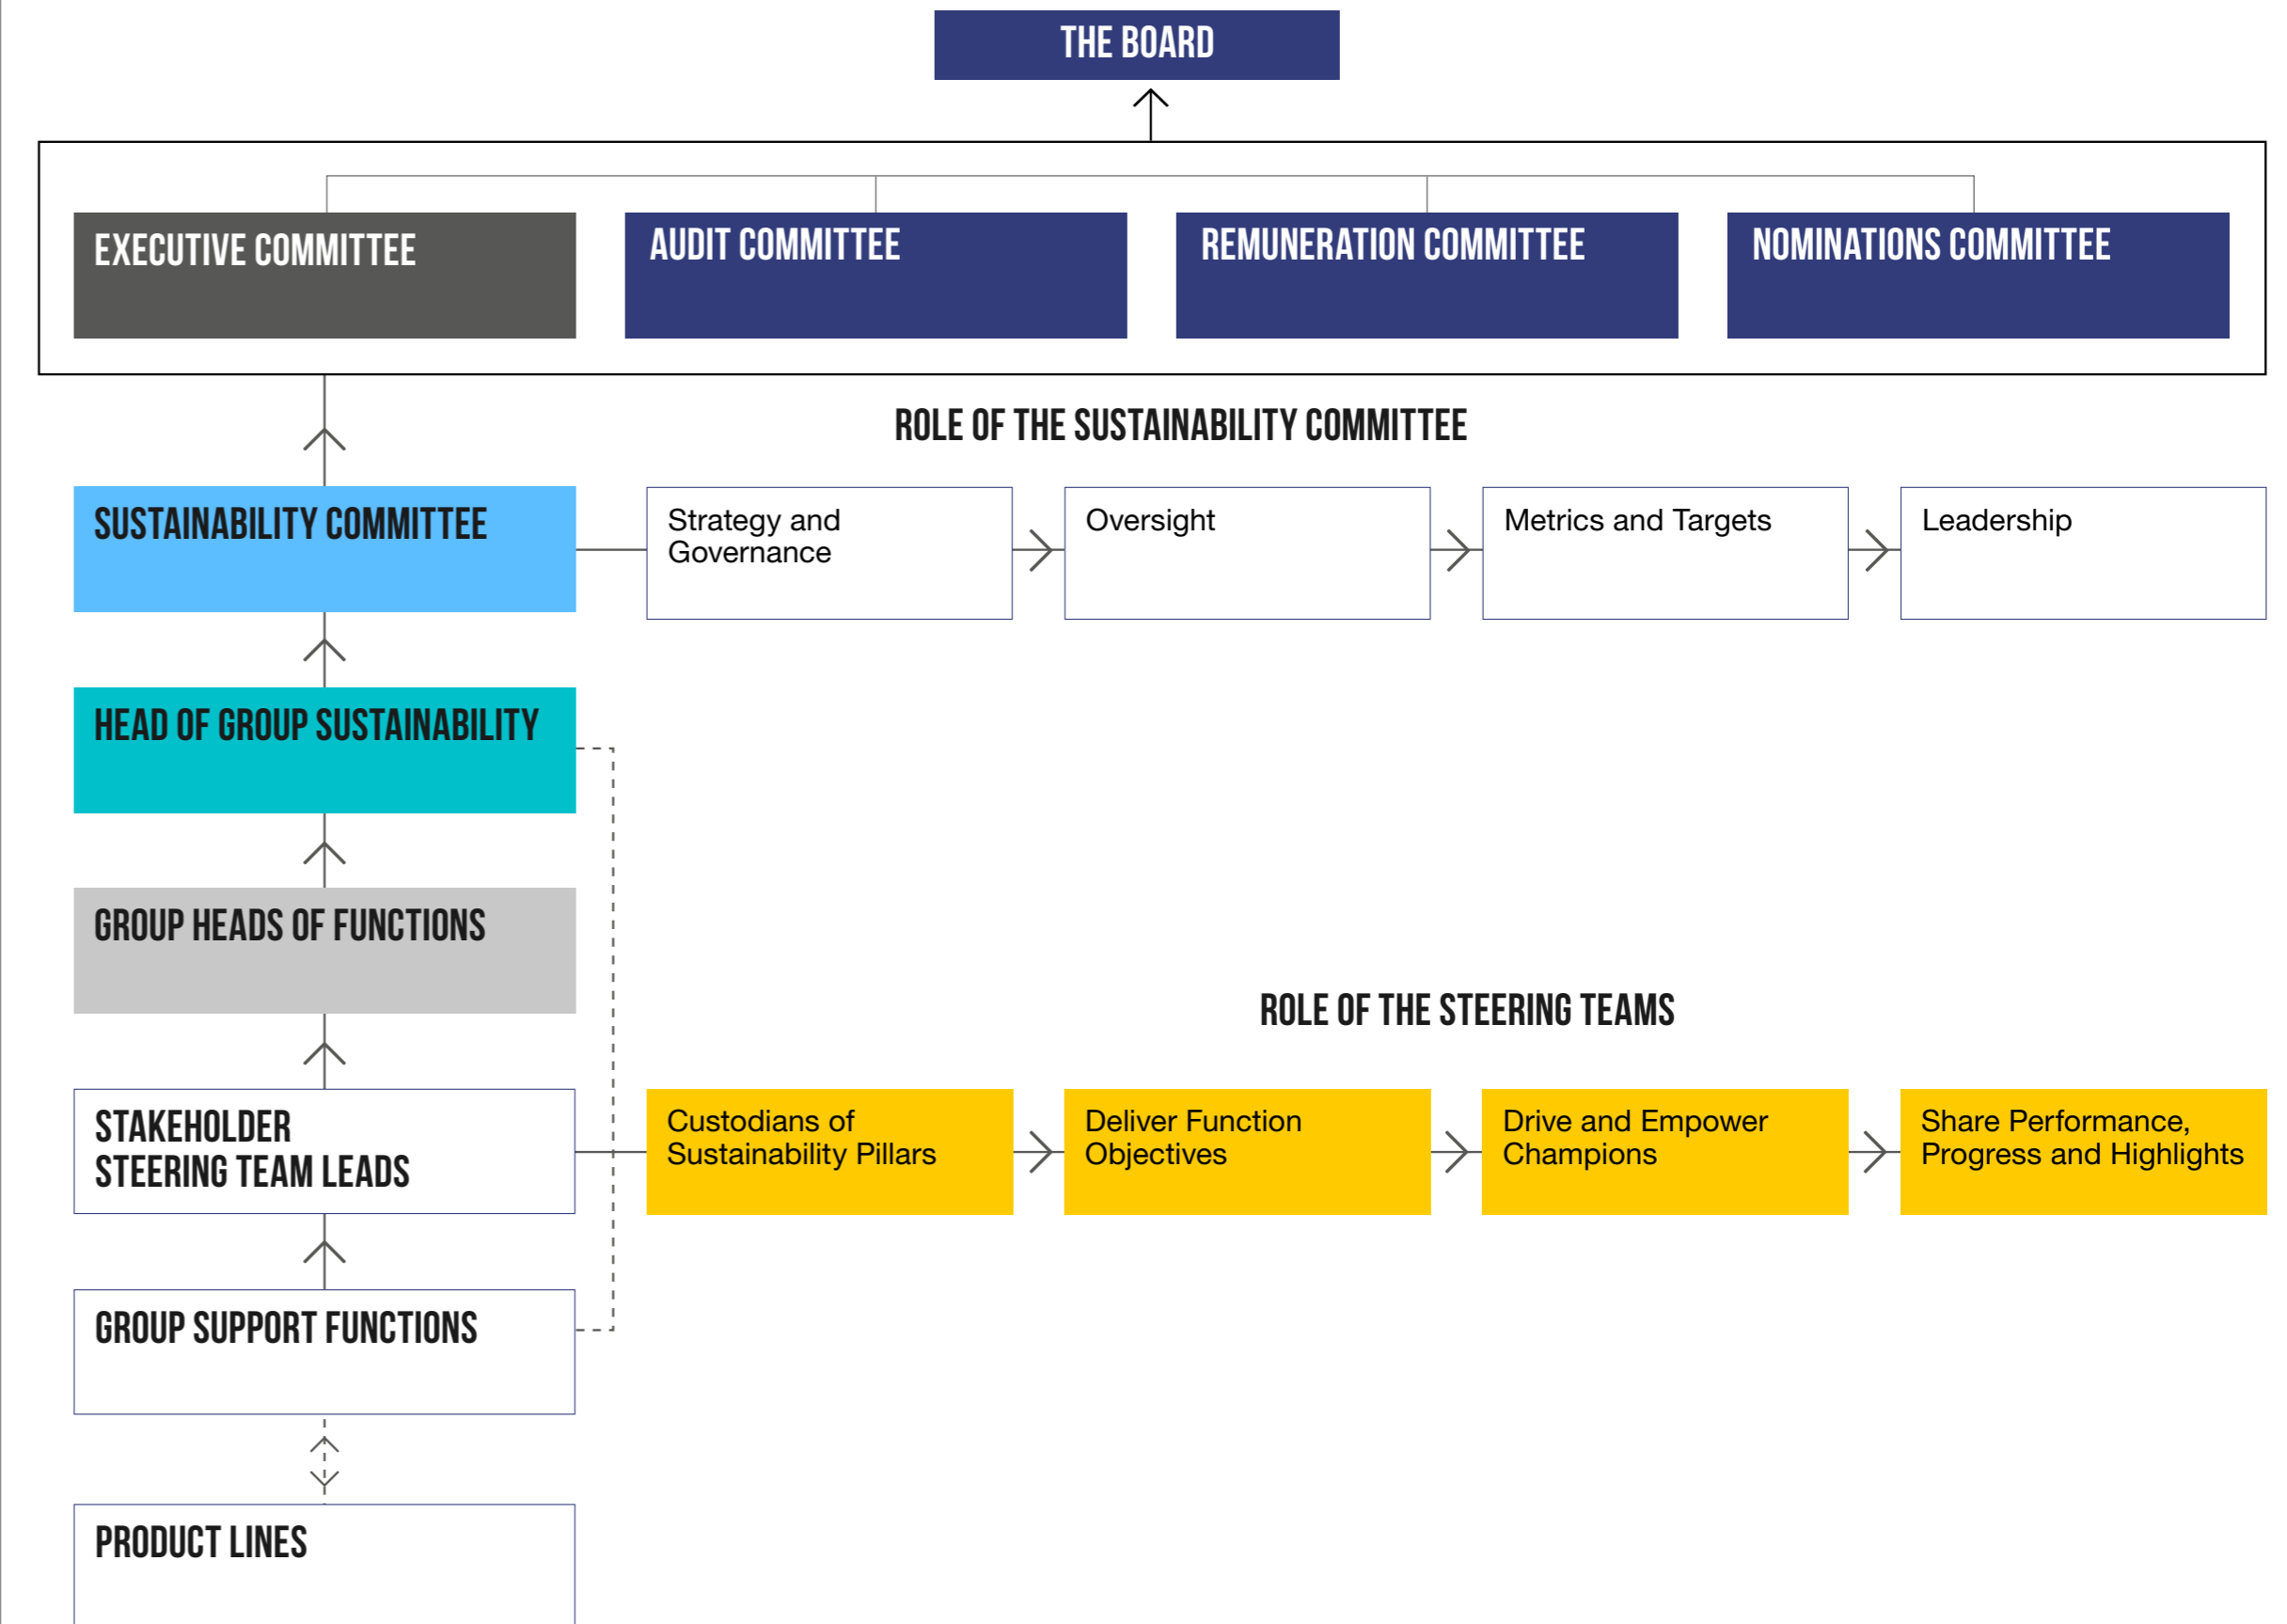 THE BOARD
EXECUTIVE COMMITTEE
AUDIT COMMITTEE
REMUNERATION COMMITTEE
NOMINATIONS COMMITTEE
ROLE OF THE SUSTAINABILITY COMMITTEE
SUSTAINABILITY COMMITTEE
Strategy and
Governance
Oversight
Metrics and Targets
Leadership
HEAD OF GROUP SUSTAINABILITY
GROUP HEADS OF FUNCTIONS
ROLE OF THE STEERING TEAMS
STAKEHOLDER
STEERING TEAM LEADS
Custodians of
Sustainability Pillars
Deliver Function
Objectives
Drive and Empower
Champions
Share Performance,
Progress and Highlights
GROUP SUPPORT FUNCTIONS
PRODUCT LINES